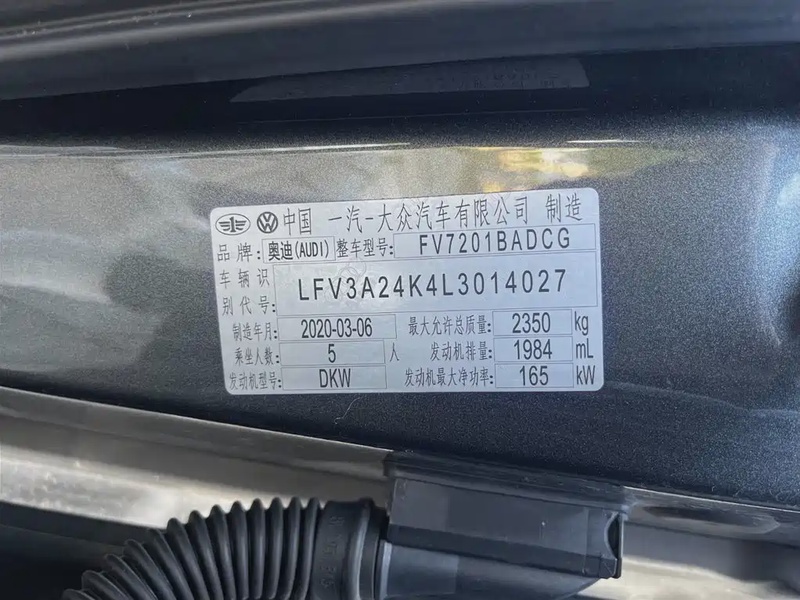 中国 一汽-大众汽车有限公司 制造
品牌: 奥迪(AUDI) 整车型号: FV7201BADCG
车辆识别代号: LFV3A24K4L3014027
制造年月: 2020-03-06 最大允许总质量: 2350 kg
乘坐人数: 5 人 发动机排量: 1984 mL
发动机型号: DKW 发动机最大净功率: 165 kW